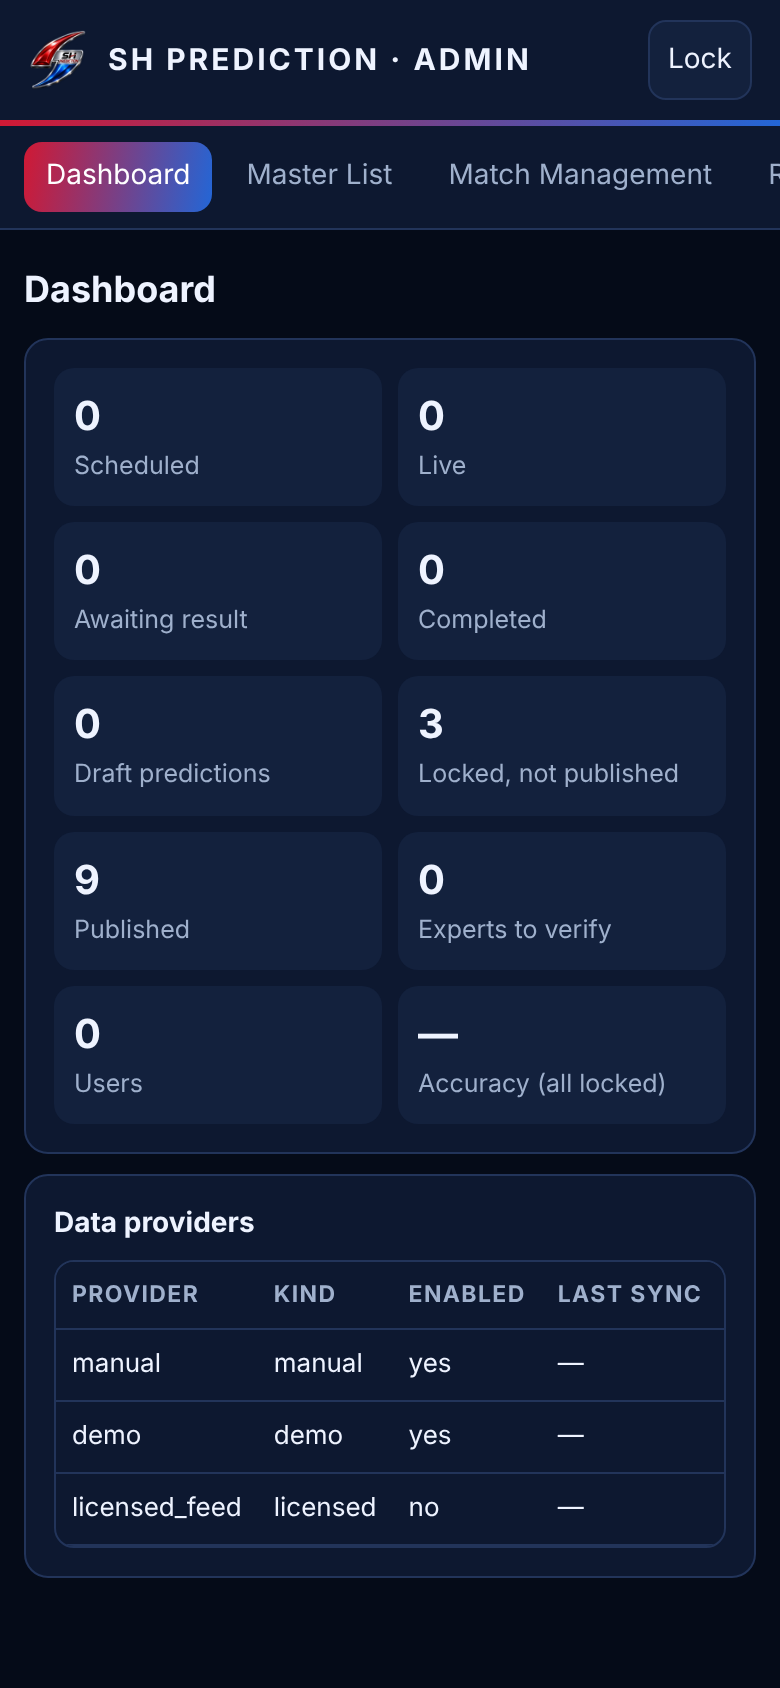 SH
SH PREDICTION · ADMIN
Lock
Dashboard Master List Match Management R
Dashboard
0 0
Scheduled Live
0 0
Awaiting result Completed
0 3
Draft predictions Locked, not published
9 0
Published Experts to verify
0 —
Users Accuracy (all locked)
Data providers
PROVIDER KIND ENABLED LAST SYNC
manual manual yes —
demo demo yes —
licensed_feed licensed no —